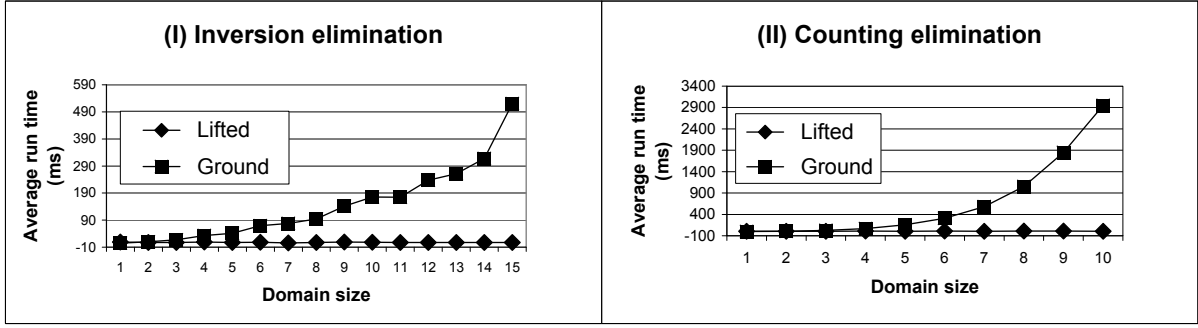 (I) Inversion elimination
Average run time
(ms)
590
490
390
290
190
90
-10
Lifted
Ground
1 2 3 4 5 6 7 8 9 10 11 12 13 14 15
Domain size
(II) Counting elimination
Average run time
(ms)
3400
2900
2400
1900
1400
900
400
-100
Lifted
Ground
1 2 3 4 5 6 7 8 9 10
Domain size